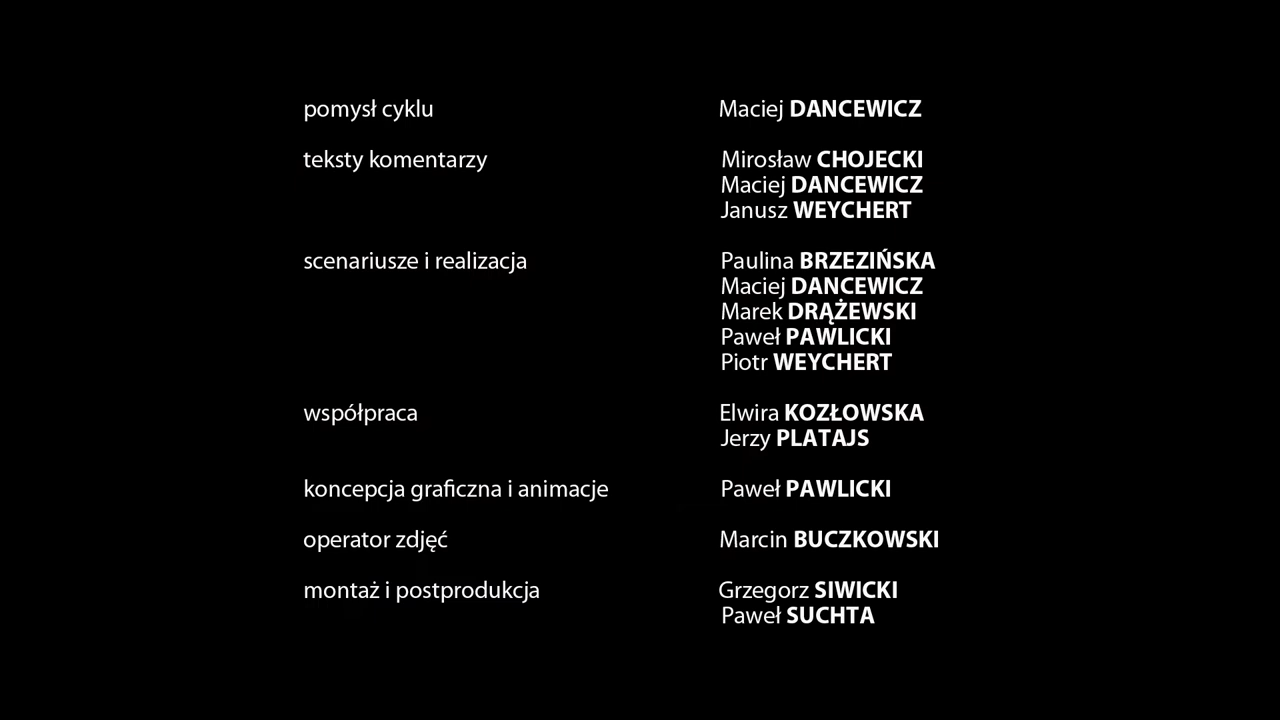 pomysł cyklu Maciej DANCEWICZ
teksty komentarzy Mirosław CHOJECKI
Maciej DANCEWICZ
Janusz WEYCHERT
scenariusze i realizacja Paulina BRZEZIŃSKA
Maciej DANCEWICZ
Marek DRĄŻEWSKI
Paweł PAWLICKI
Piotr WEYCHERT
współpraca Elwira KOZŁOWSKA
Jerzy PLATAJS
koncepcja graficzna i animacje Paweł PAWLICKI
operator zdjęć Marcin BUCZKOWSKI
montaż i postprodukcja Grzegorz SIWICKI
Paweł SUCHTA